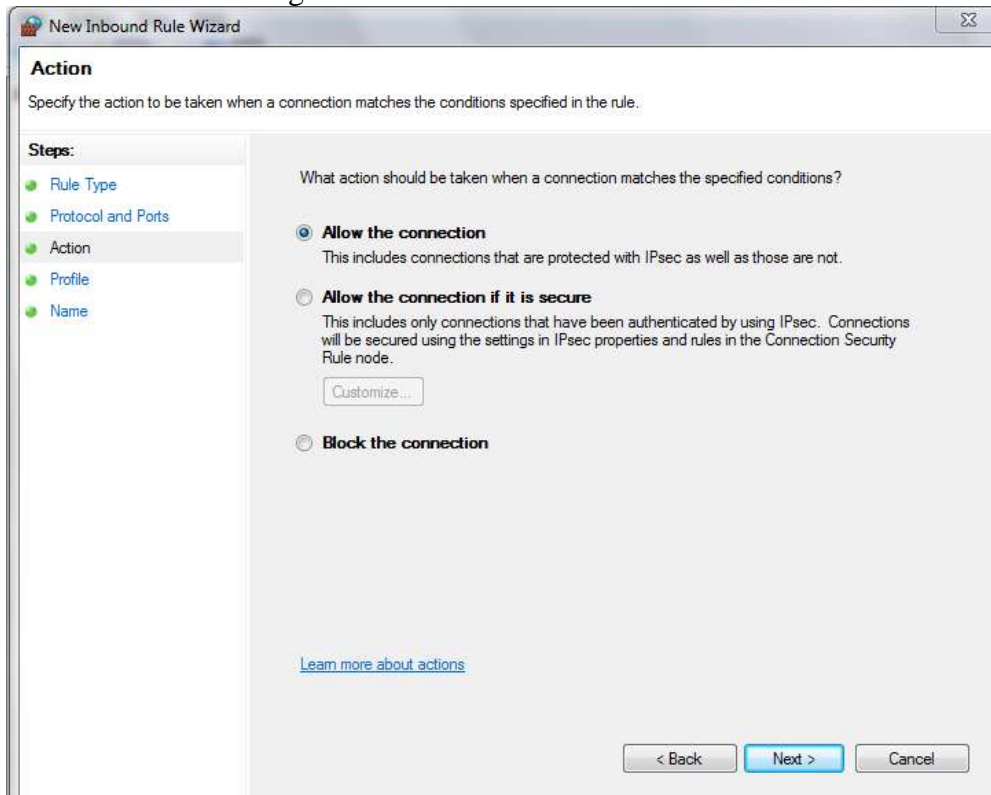 New Inbound Rule Wizard
Action
Specify the action to be taken when a connection matches the conditions specified in the rule.
Steps:
Rule Type
Protocol and Ports
Action
Profile
Name
What action should be taken when a connection matches the specified conditions?
Allow the connection
This includes connections that are protected with IPsec as well as those are not.
Allow the connection if it is secure
This includes only connections that have been authenticated by using IPsec. Connections
will be secured using the settings in IPsec properties and rules in the Connection Security
Rule node.
Customize...
Block the connection
Learn more about actions
< Back
Next >
Cancel